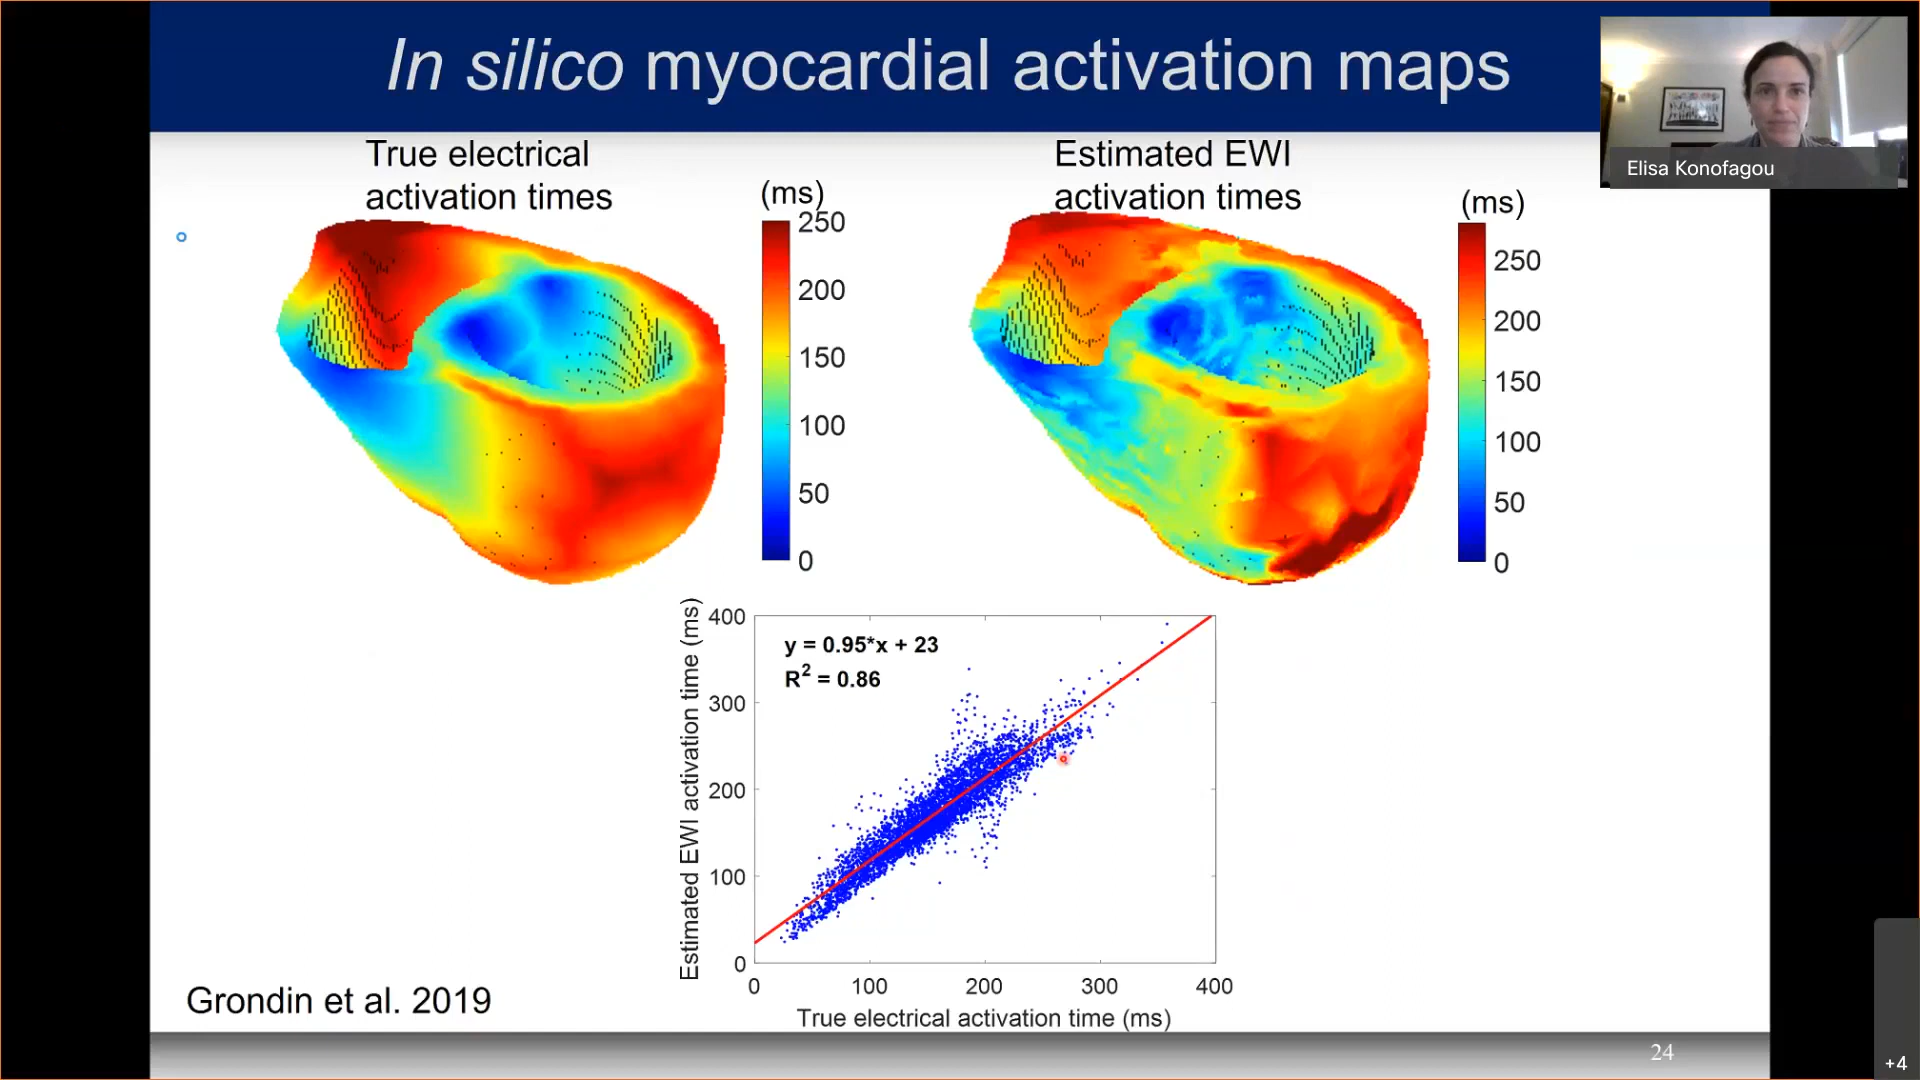 In silico myocardial activation maps
Elisa Konofagou
True electrical
activation times
(ms)
250
200
150
100
50
0
Estimated EWI
activation times
(ms)
250
200
150
100
50
0
Estimated EWI activation time (ms)
400
300
200
100
0
y = 0.95*x + 23
R² = 0.86
0 100 200 300 400
True electrical activation time (ms)
Grondin et al. 2019
24
+4